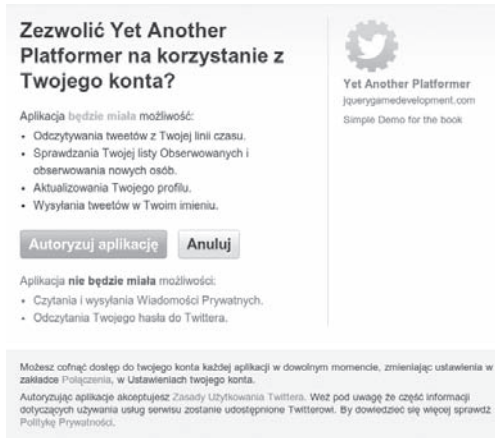 Zezwolić Yet Another
Platformer na korzystanie z
Twojego konta?
Aplikacja będzie miała możliwość:
• Odczytywania tweetów z Twojej linii czasu.
• Sprawdzania Twojej listy Obserwowanych i
obserwowania nowych osób.
• Aktualizowania Twojego profilu.
• Wysyłania tweetów w Twoim imieniu.
Autoryzuj aplikację
Anuluj
Aplikacja nie będzie miała możliwości:
• Czytania i wysyłania Wiadomości Prywatnych.
• Odczytania Twojego hasła do Twittera.
Yet Another Platformer
jquerygamedevelopment.com
Simple Demo for the book
Możesz cofnąć dostęp do twojego konta każdej aplikacji w dowolnym momencie, zmieniając ustawienia w
zakładce Połączenia, w Ustawieniach twojego konta.
Autoryzując aplikacje akceptujesz Zasady Użytkowania Twittera. Weź pod uwagę że część informacji
dotyczących używania usług serwisu zostanie udostępnione Twitterowi. By dowiedzieć się więcej sprawdź
Politykę Prywatności.